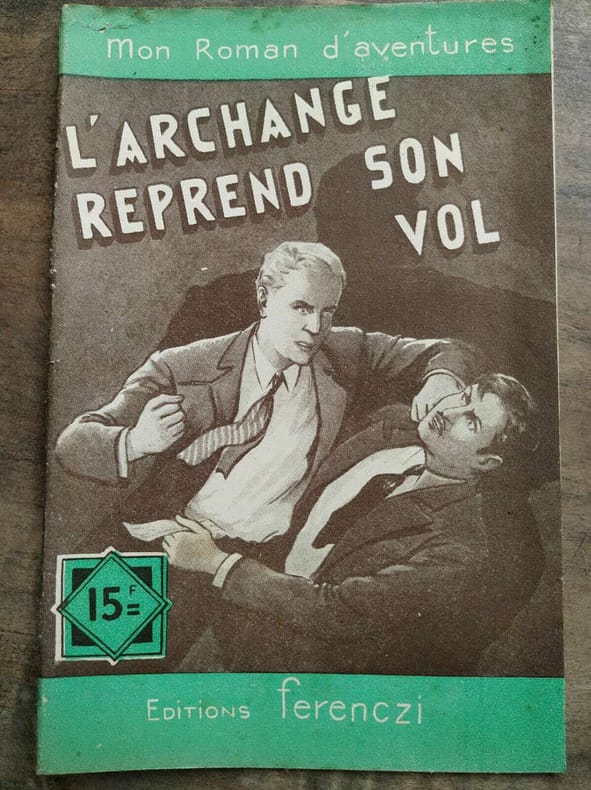 Mon Roman d'aventures
L'ARCHANGE
REPREND SON
VOL
15F
=
EDITIONS ferenczi